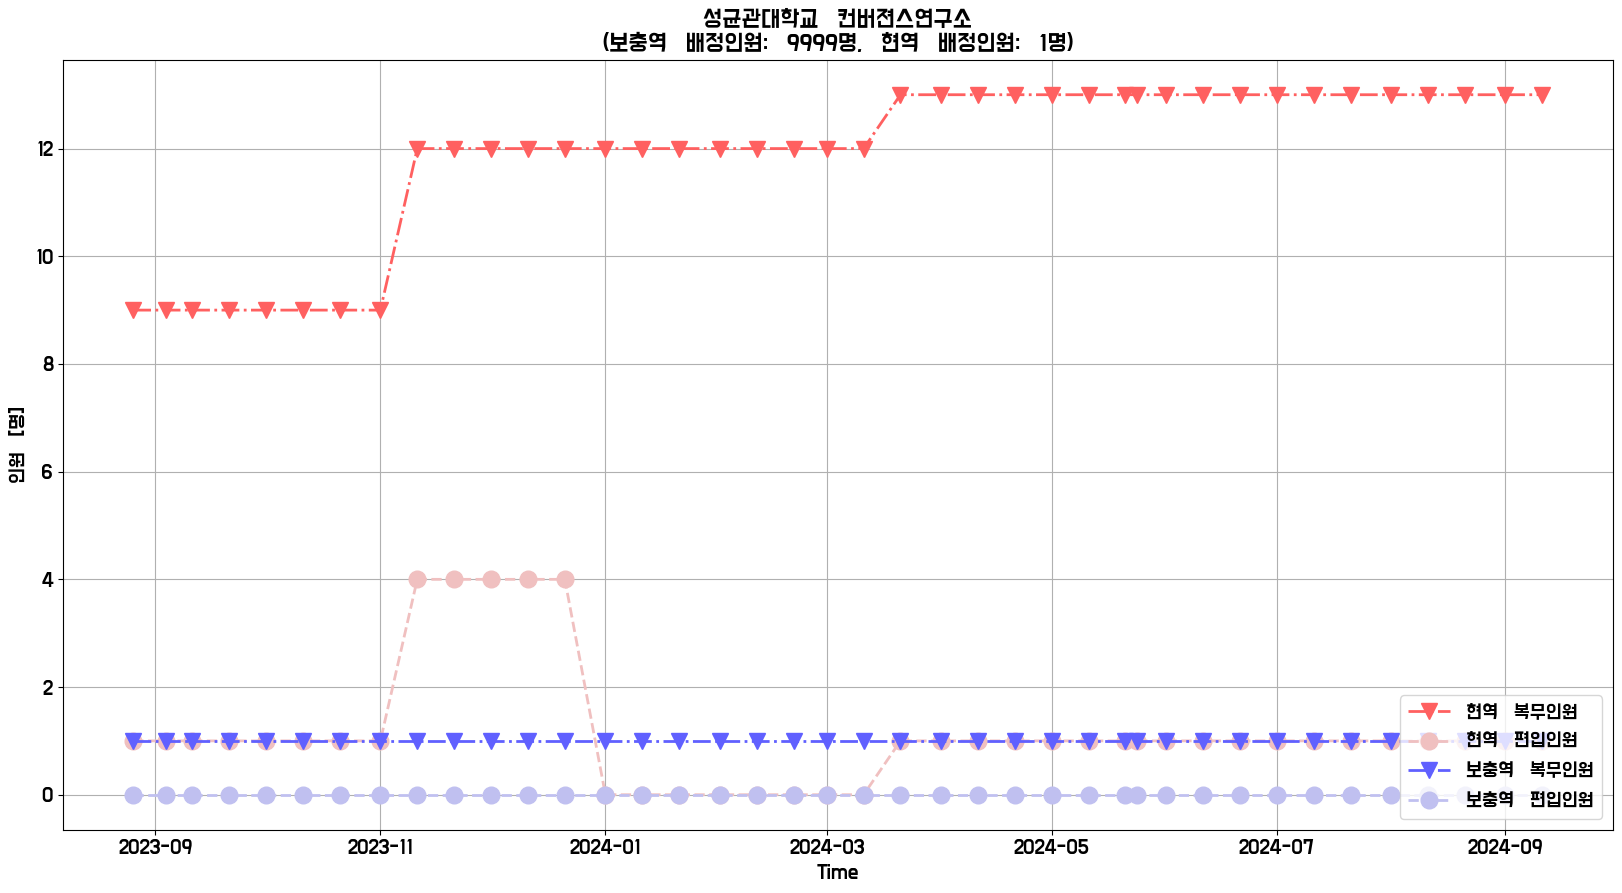 성균관대학교 컨버젼스연구소
(보충역 배정인원: 9999명, 현역 배정인원: 1명)
인원 [명]
12
10
8
6
4
2
0
현역 복무인원
현역 편입인원
보충역 복무인원
보충역 편입인원
2023-09 2023-11 2024-01 2024-03 2024-05 2024-07 2024-09
Time